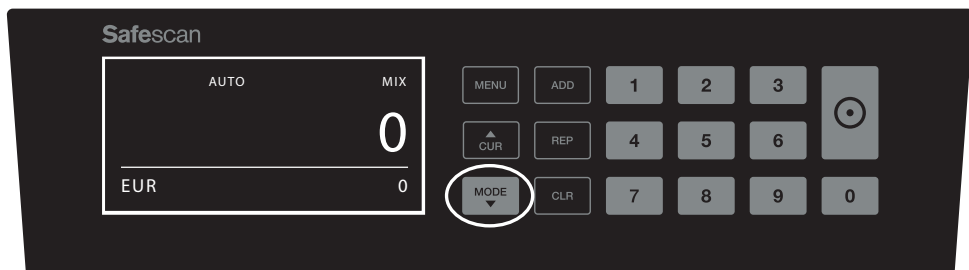 Safescan
AUTO MIX
0
EUR 0
MENU ADD 1 2 3
CUR REP 4 5 6
MODE CLR 7 8 9 0